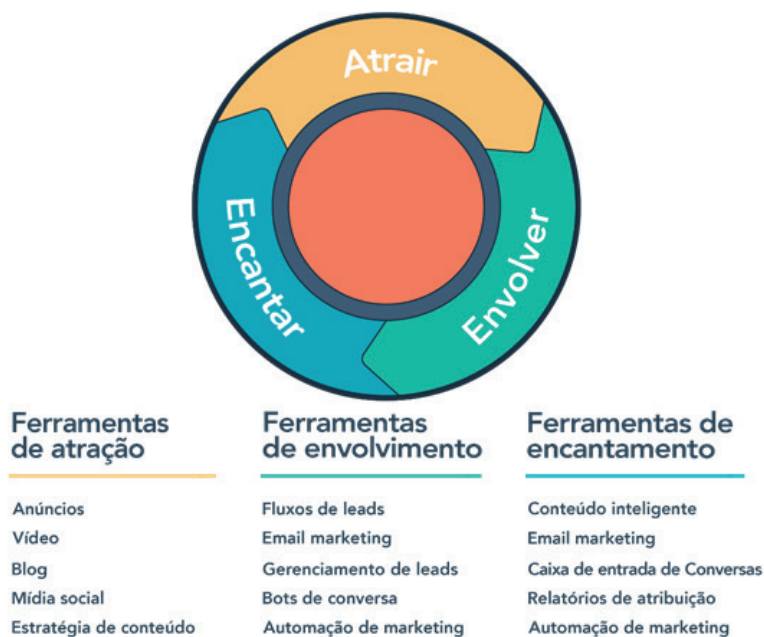 Atrair
Envolver
Encantar
Ferramentas
de atração
Anúncios
Vídeo
Blog
Mídia social
Estratégia de conteúdo
Ferramentas
de envolvimento
Fluxos de leads
Email marketing
Gerenciamento de leads
Bots de conversa
Automação de marketing
Ferramentas de
encantamento
Conteúdo inteligente
Email marketing
Caixa de entrada de Conversas
Relatórios de atribuição
Automação de marketing